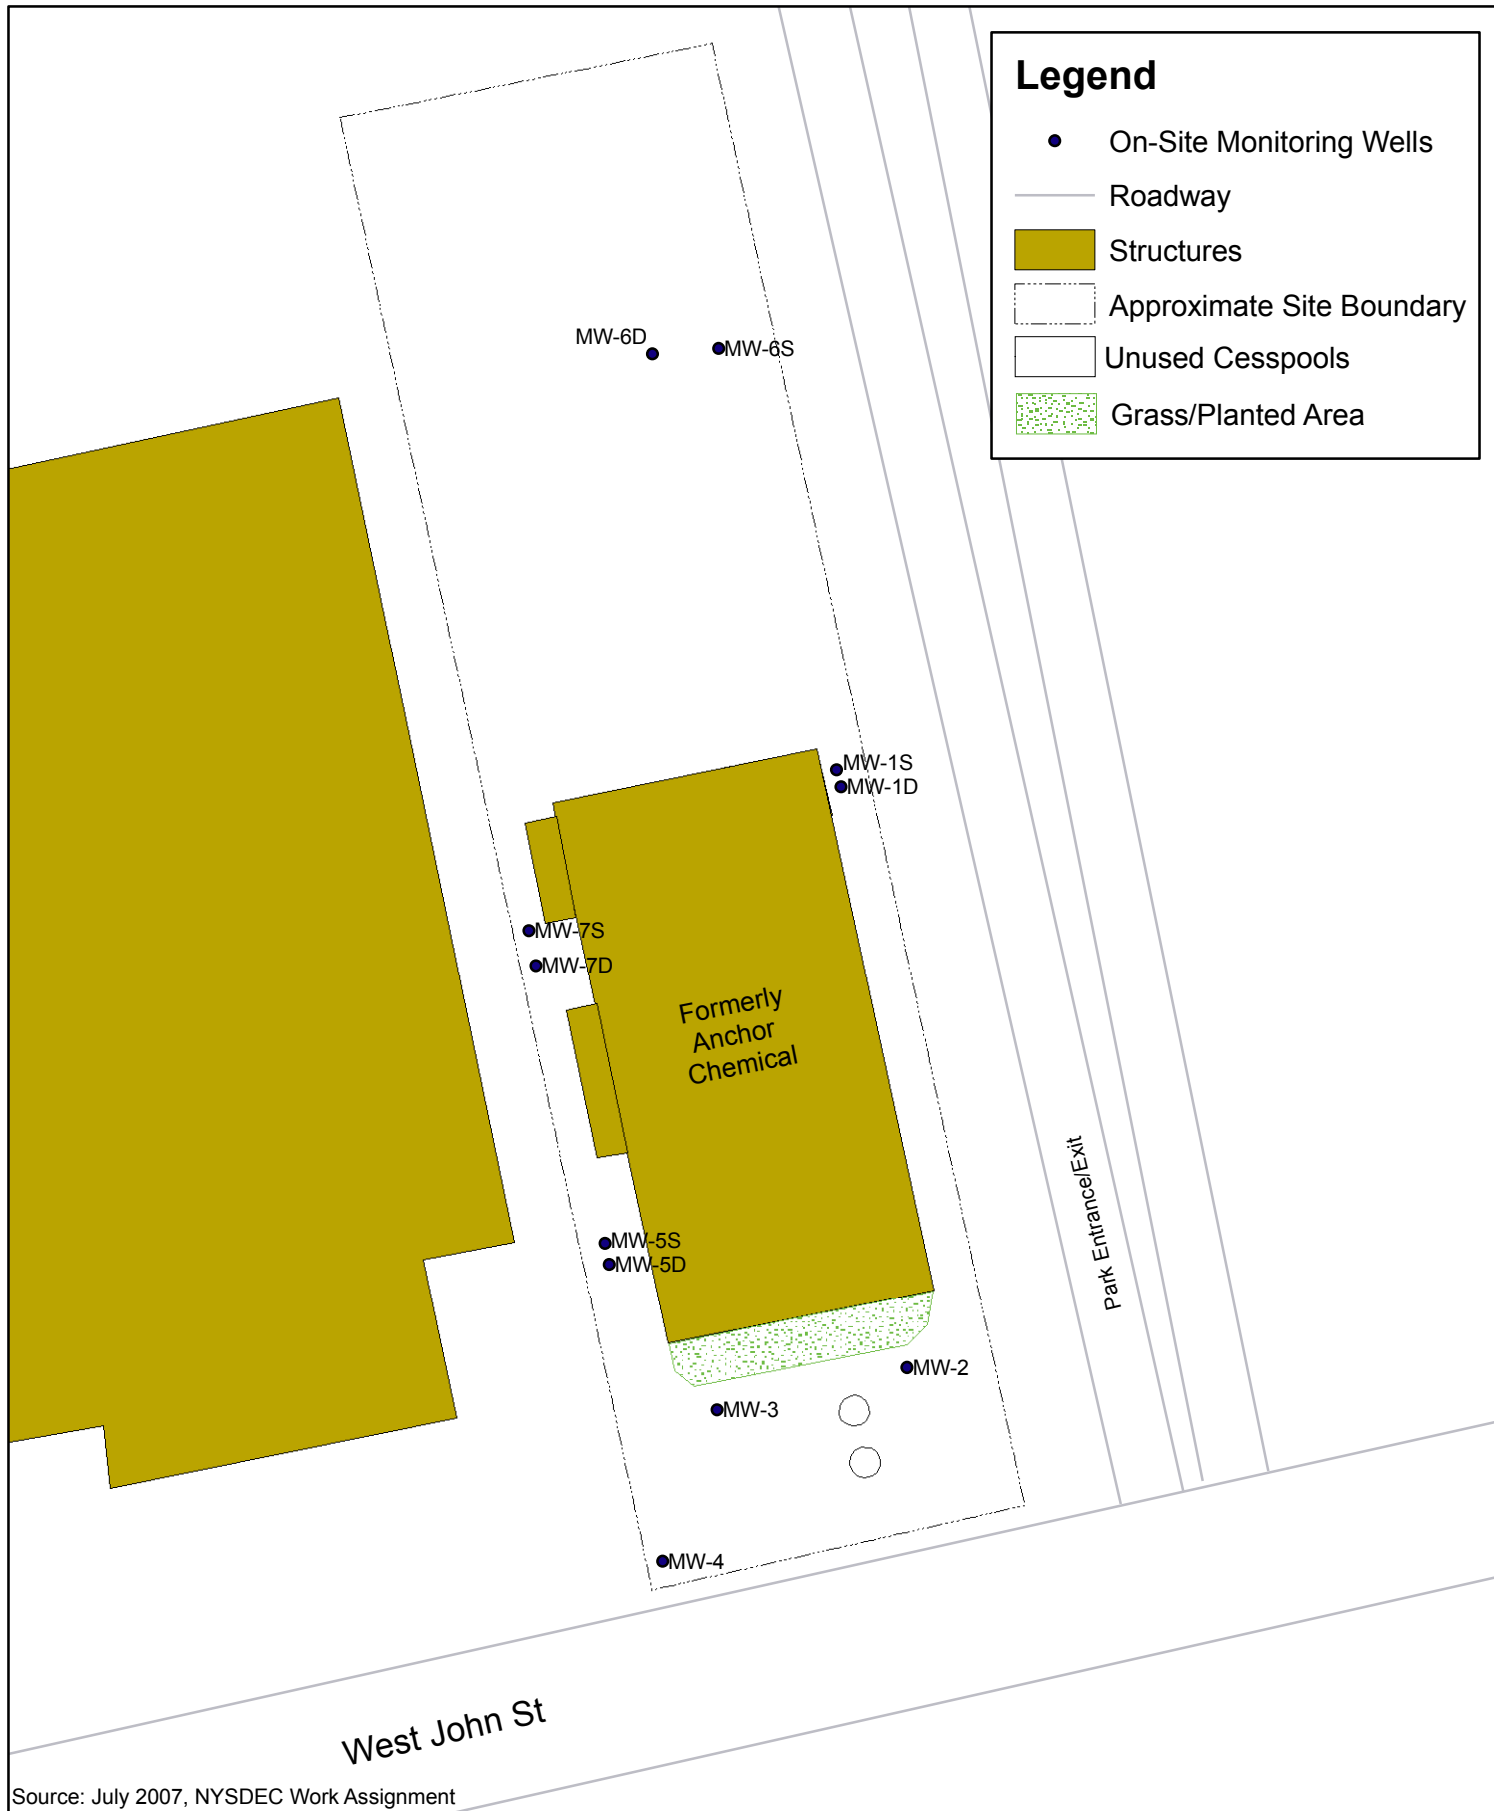 Legend
On-Site Monitoring Wells
Roadway
Structures
Approximate Site Boundary
Unused Cesspools
Grass/Planted Area
MW-6D
MW-6S
MW-1S
MW-1D
MW-7S
MW-7D
Formerly
Anchor
Chemical
Park Entrance/Exit
MW-5S
MW-5D
MW-2
MW-3
MW-4
West John St
Source: July 2007, NYSDEC Work Assignment